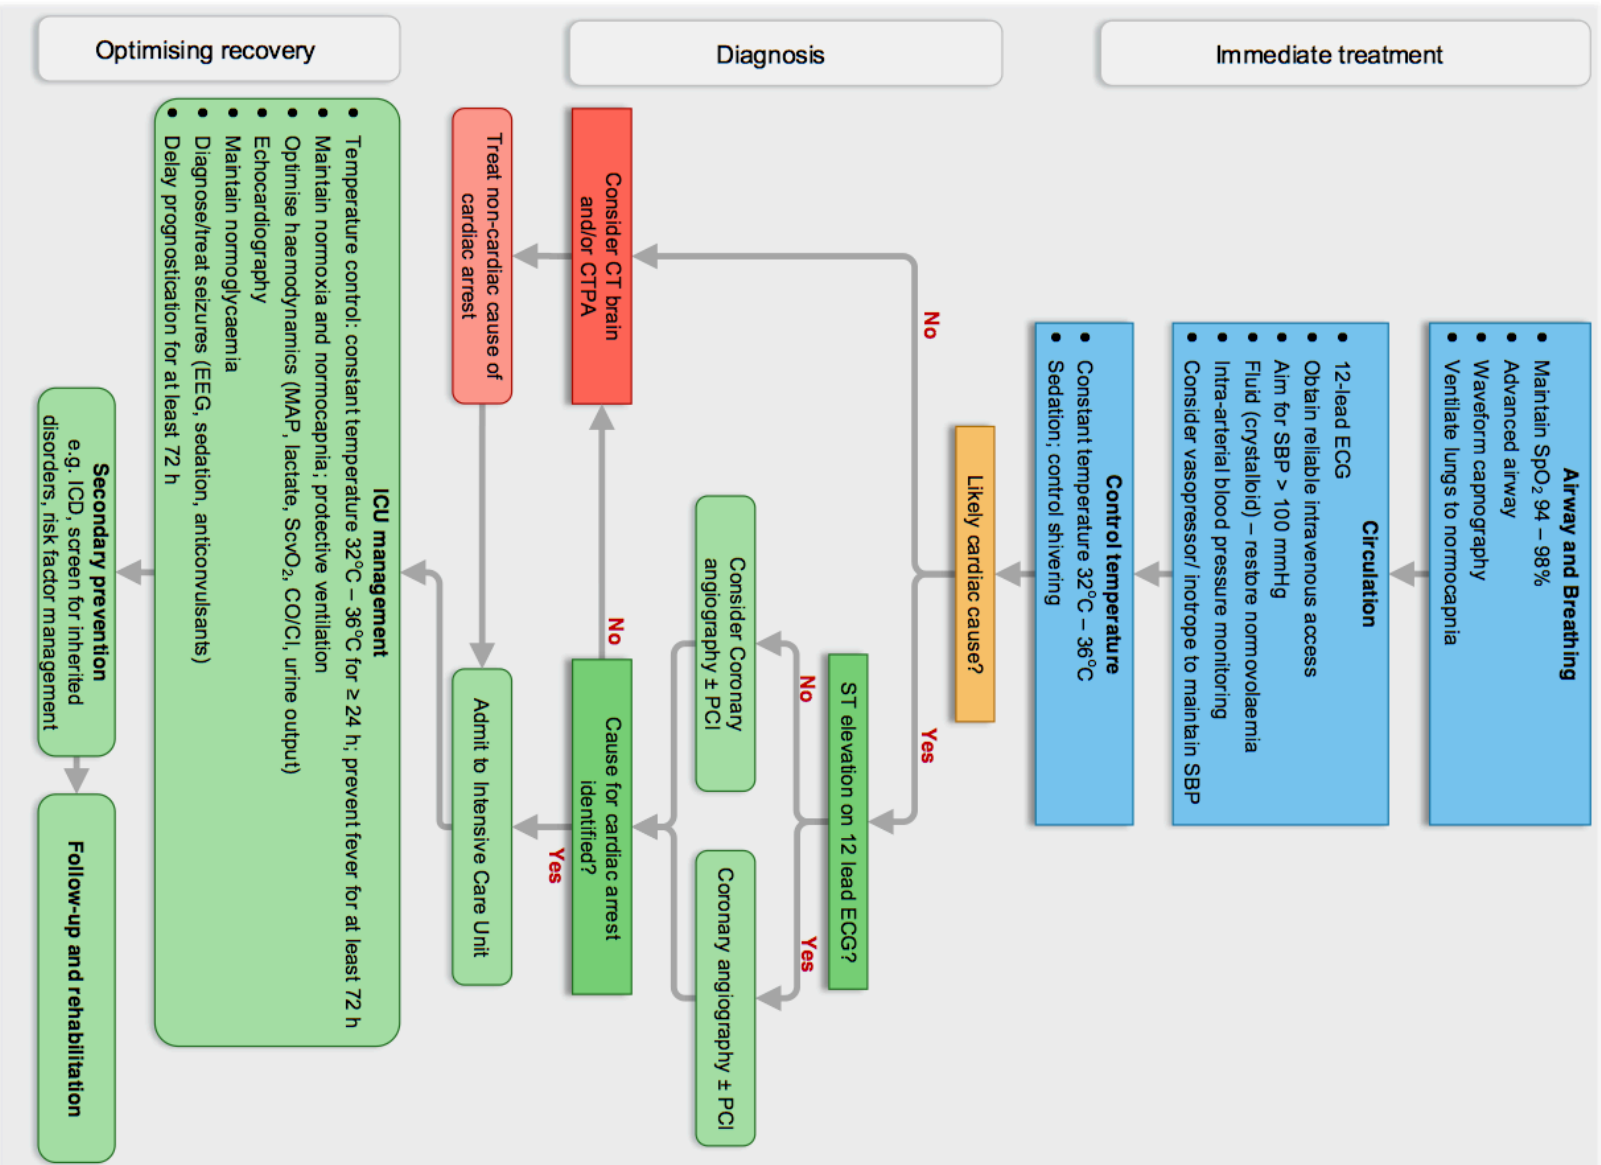 Immediate treatment
Airway and Breathing
• Maintain SpO₂ 94 – 98%
• Advanced airway
• Waveform capnography
• Ventilate lungs to normocapnia
Circulation
• 12-lead ECG
• Obtain reliable intravenous access
• Aim for SBP > 100 mmHg
• Fluid (crystalloid) – restore normovolaemia
• Intra-arterial blood pressure monitoring
• Consider vasopressor/ inotrope to maintain SBP
Control temperature
• Constant temperature 32°C – 36°C
• Sedation; control shivering
Diagnosis
Likely cardiac cause?
No
Yes
ST elevation on 12 lead ECG?
No
Yes
Consider Coronary
angiography ± PCI
Coronary angiography ± PCI
Consider CT brain
and/or CTPA
No
Cause for cardiac arrest
identified?
Yes
Treat non-cardiac cause of
cardiac arrest
Admit to Intensive Care Unit
Optimising recovery
ICU management
• Temperature control: constant temperature 32°C – 36°C for ≥ 24 h; prevent fever for at least 72 h
• Maintain normoxia and normocapnia; protective ventilation
• Optimise haemodynamics (MAP, lactate, ScvO₂, CO/CI, urine output)
• Echocardiography
• Maintain normoglycaemia
• Diagnose/treat seizures (EEG, sedation, anticonvulsants)
• Delay prognostication for at least 72 h
Secondary prevention
e.g. ICD, screen for inherited
disorders, risk factor management
Follow-up and rehabilitation